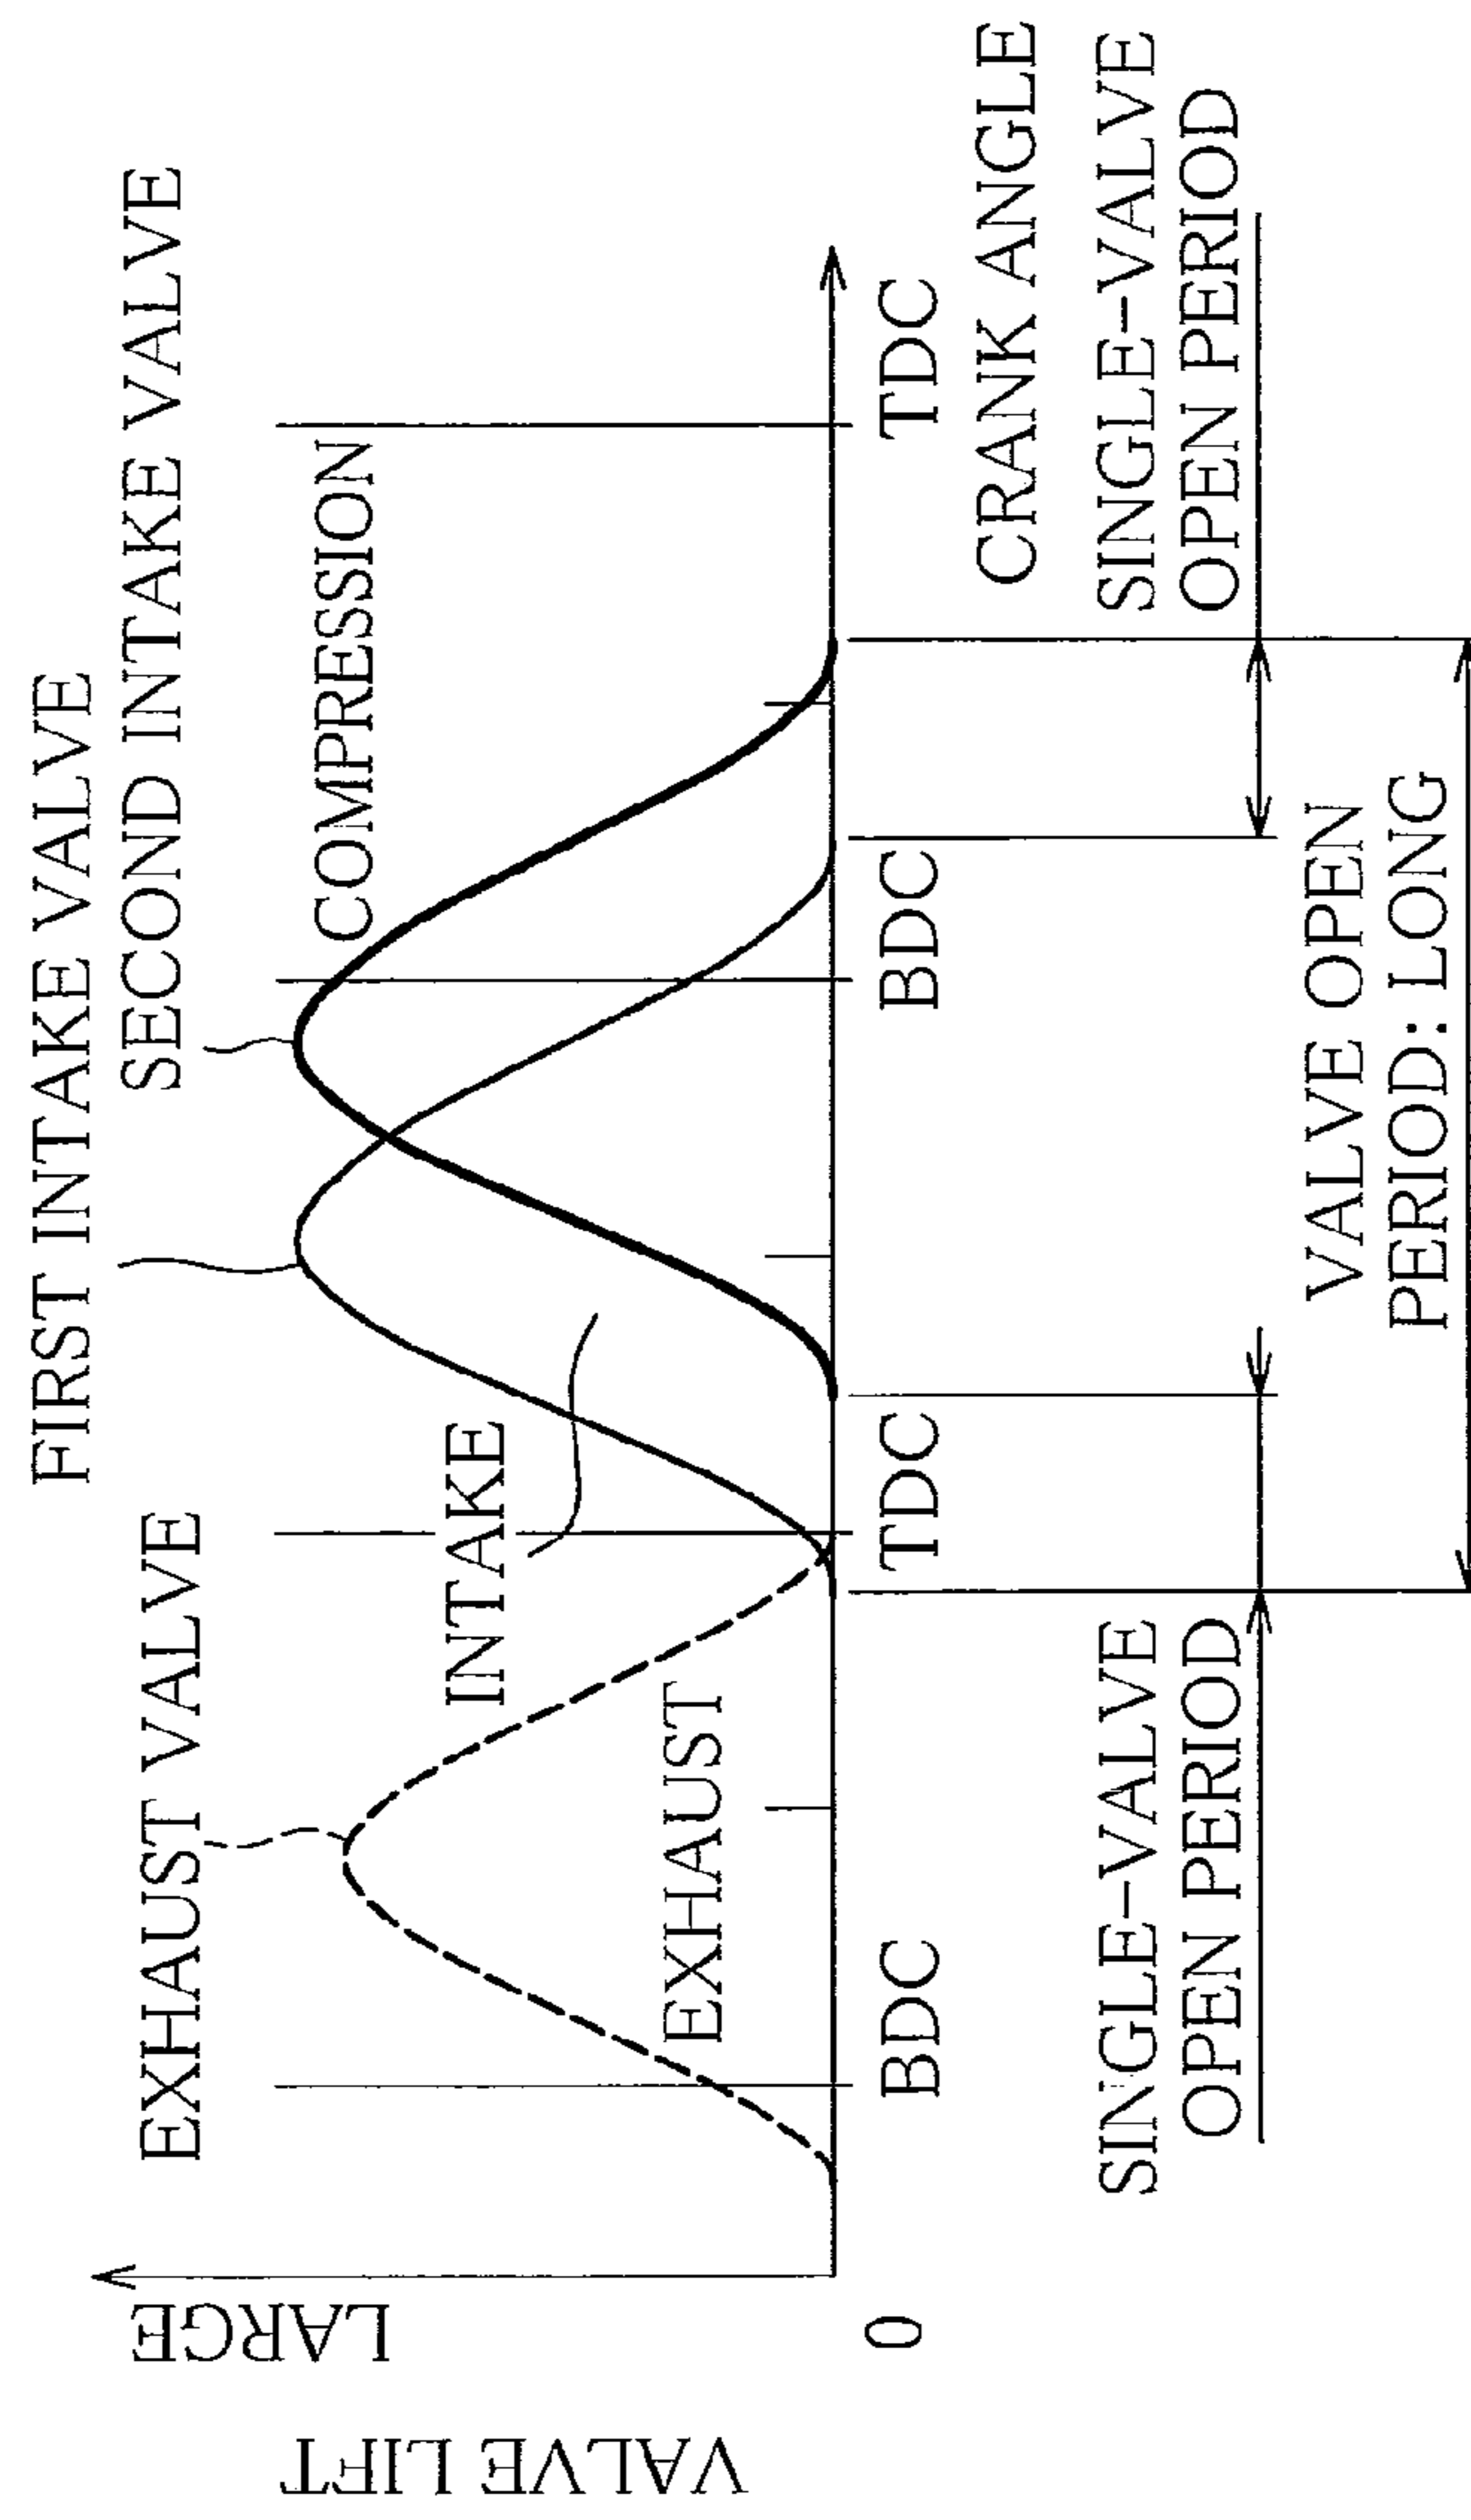 FIRST INTAKE VALVE
SECOND INTAKE VALVE
EXHAUST VALVE
LARGE
VALVE LIFT
COMPRESSION
INTAKE
EXHAUST
0
BDC
TDC
BDC
TDC
CRANK ANGLE
SINGLE-VALVE
OPEN PERIOD
SINGLE-VALVE
OPEN PERIOD
VALVE OPEN
PERIOD: LONG